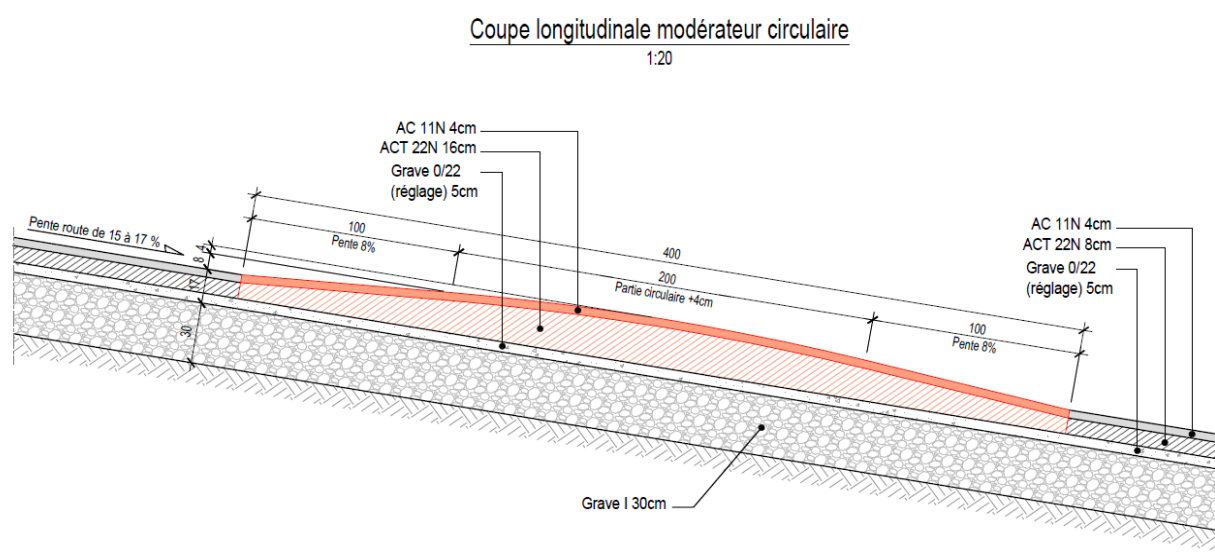 Coupe longitudinale modérateur circulaire
1:20
AC 11N 4cm
ACT 22N 16cm
Grave 0/22
(réglage) 5cm
Pente route de 15 à 17 %
4
8
17
30
100
Pente 8%
400
200
Partie circulaire +4cm
100
Pente 8%
AC 11N 4cm
ACT 22N 8cm
Grave 0/22
(réglage) 5cm
Grave I 30cm